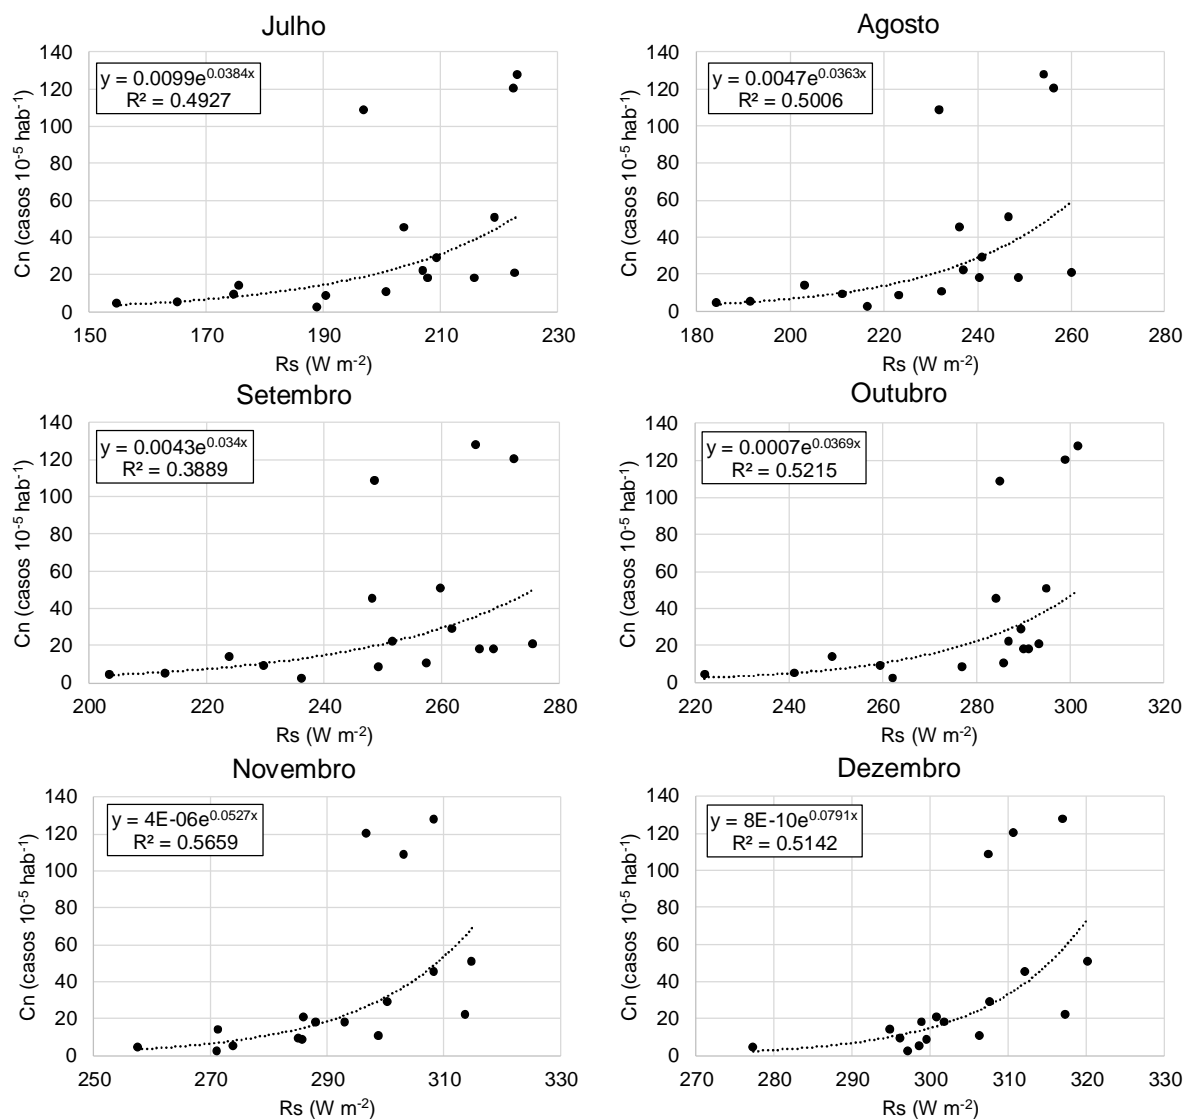 Julho
y = 0.0099e^0.0384x
R² = 0.4927
140
120
100
80
60
40
20
0
150 170 190 210 230
Cn (casos 10⁻⁵ hab⁻¹)
Rs (W m⁻²)
Agosto
y = 0.0047e^0.0363x
R² = 0.5006
140
120
100
80
60
40
20
0
180 200 220 240 260 280
Cn (casos 10⁻⁵ hab⁻¹)
Rs (W m⁻²)
Setembro
y = 0.0043e^0.034x
R² = 0.3889
140
120
100
80
60
40
20
0
200 220 240 260 280
Cn (casos 10⁻⁵ hab⁻¹)
Rs (W m⁻²)
Outubro
y = 0.0007e^0.0369x
R² = 0.5215
140
120
100
80
60
40
20
0
220 240 260 280 300 320
Cn (casos 10⁻⁵ hab⁻¹)
Rs (W m⁻²)
Novembro
y = 4E-06e^0.0527x
R² = 0.5659
140
120
100
80
60
40
20
0
250 270 290 310 330
Cn (casos 10⁻⁵ hab⁻¹)
Rs (W m⁻²)
Dezembro
y = 8E-10e^0.0791x
R² = 0.5142
140
120
100
80
60
40
20
0
270 280 290 300 310 320 330
Cn (casos 10⁻⁵ hab⁻¹)
Rs (W m⁻²)